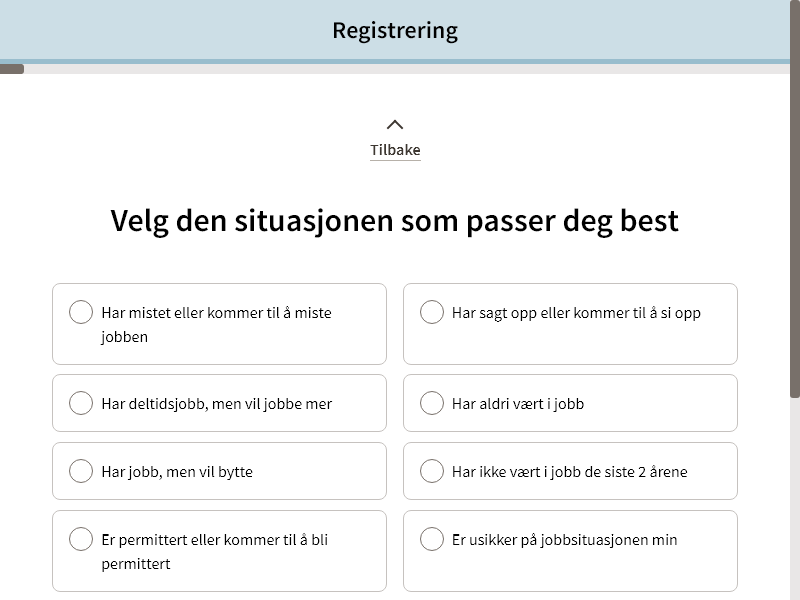 Registrering
Tilbake
Velg den situasjonen som passer deg best
Har mistet eller kommer til å miste
jobben
Har sagt opp eller kommer til å si opp
Har deltidsjobb, men vil jobbe mer
Har aldri vært i jobb
Har jobb, men vil bytte
Har ikke vært i jobb de siste 2 årene
Er permittert eller kommer til å bli
permittert
Er usikker på jobbsituasjonen min